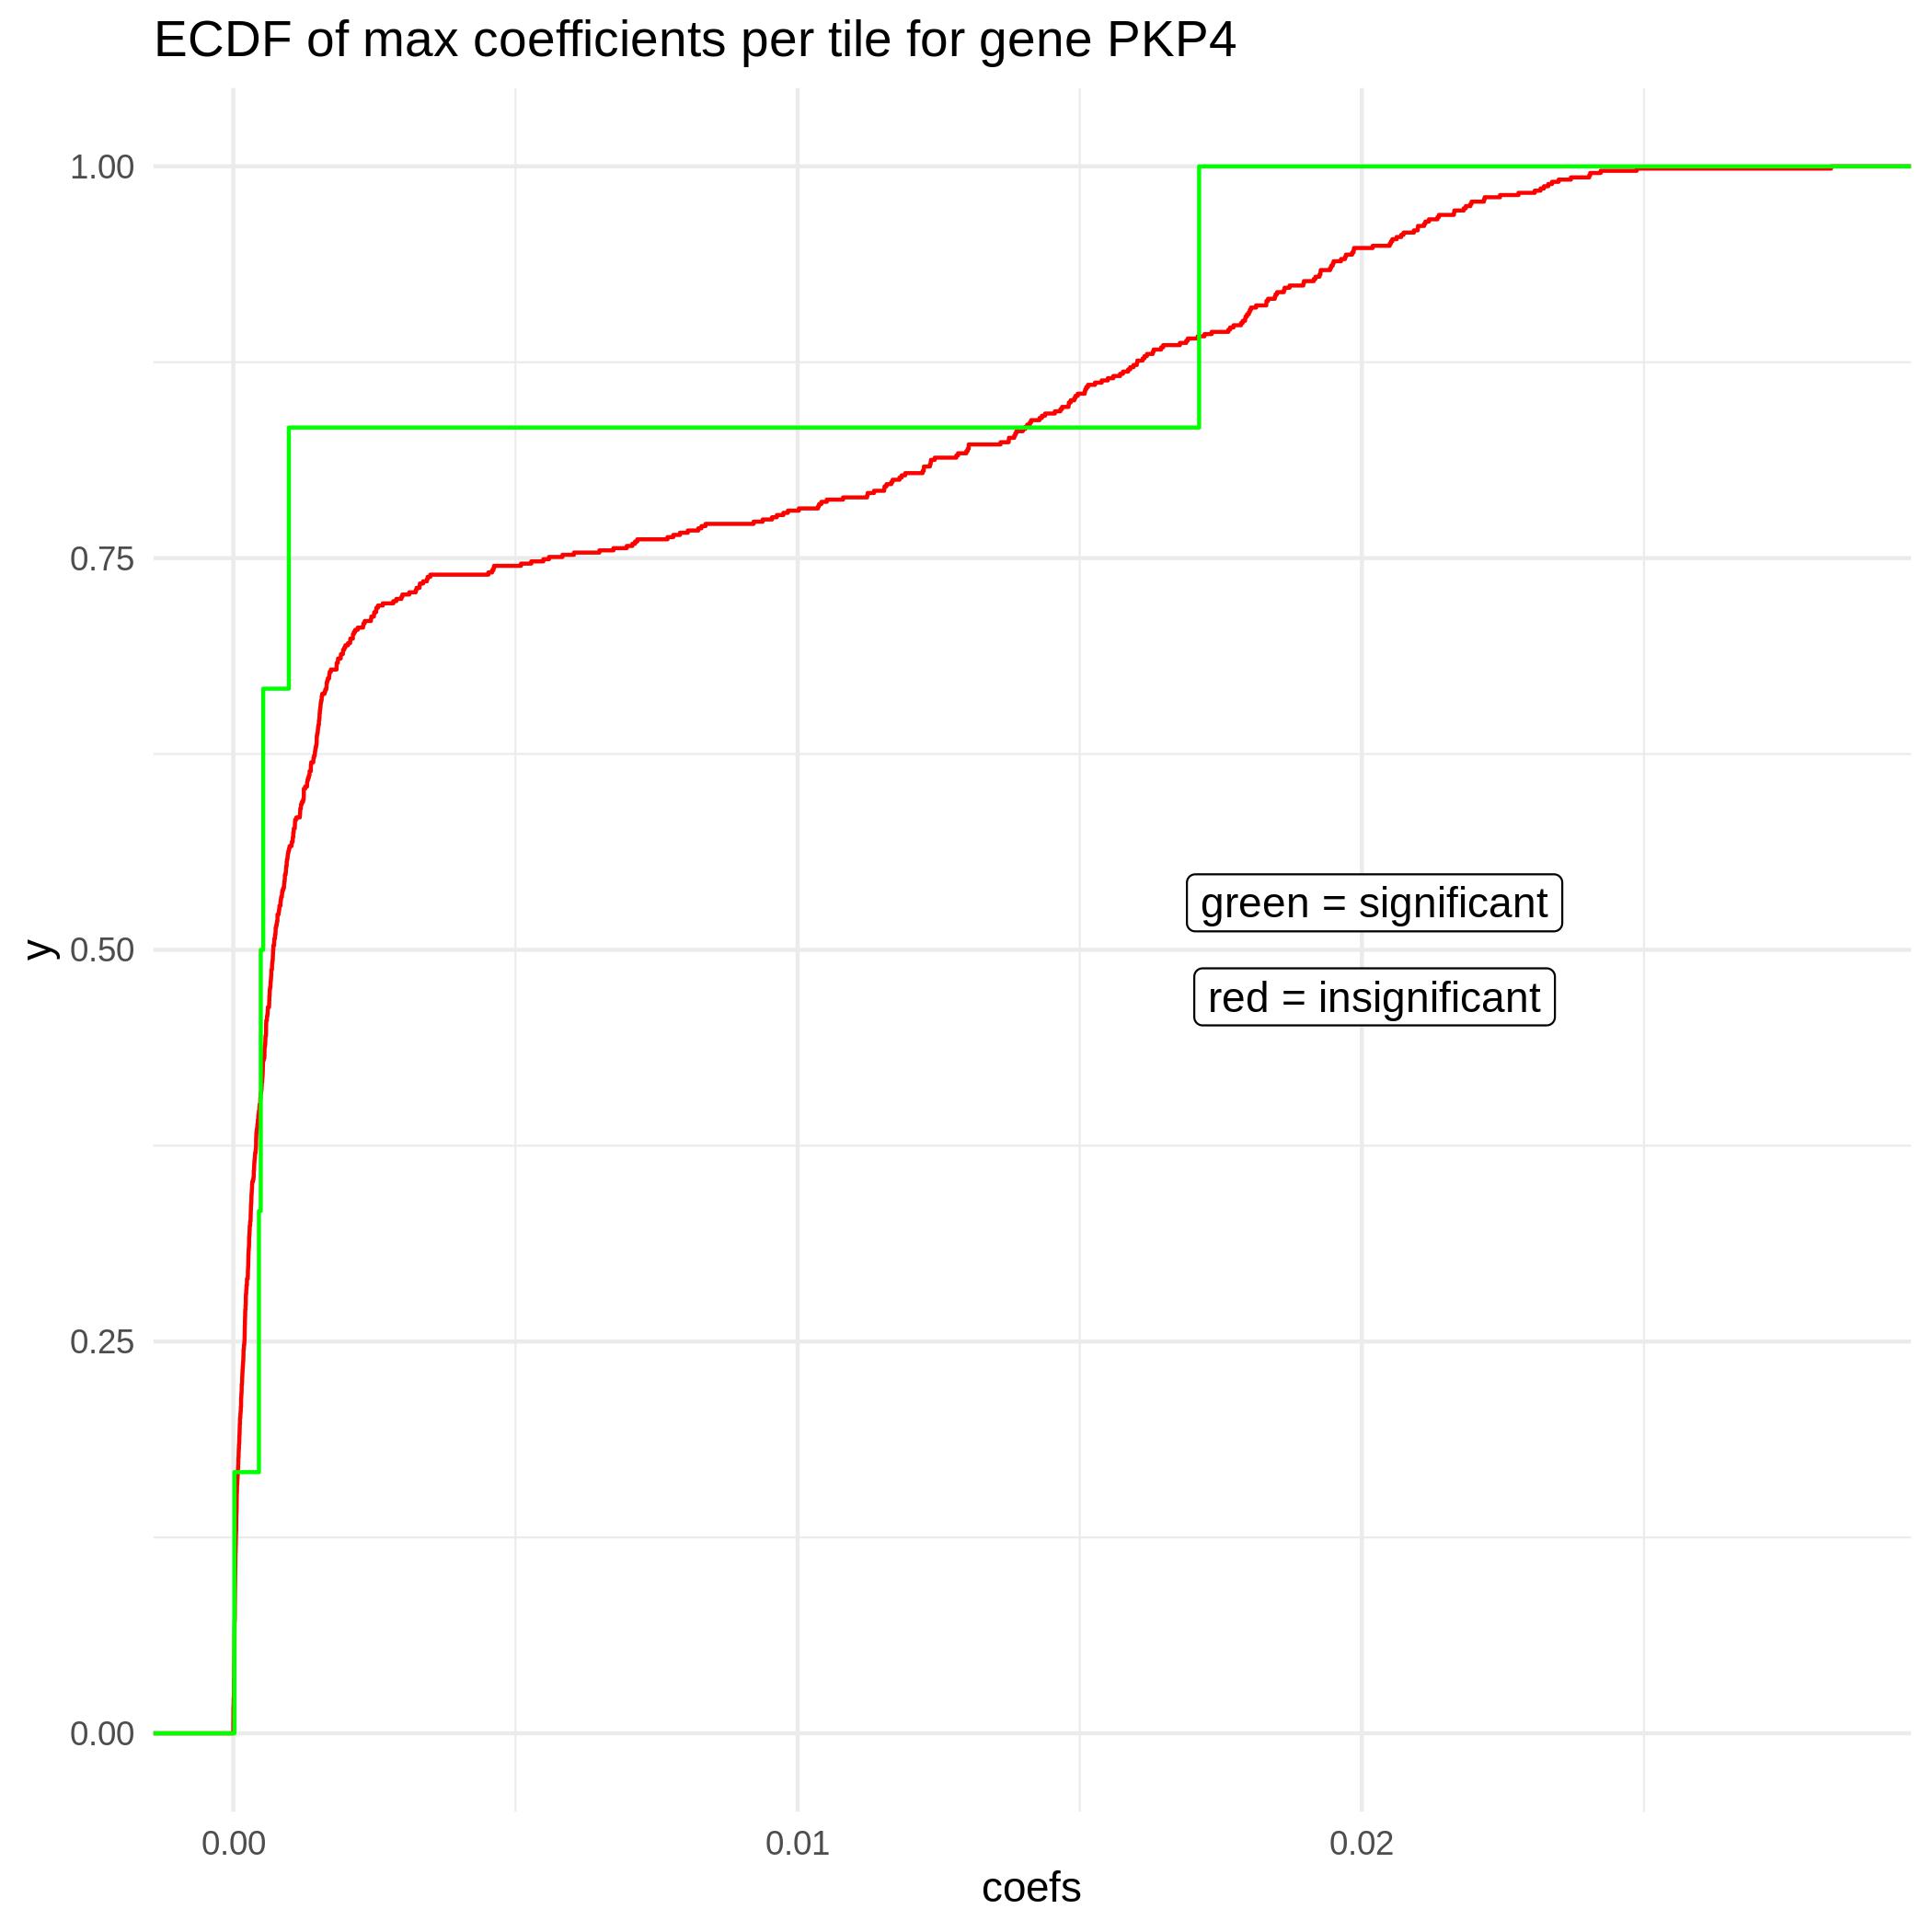 ECDF of max coefficients per tile for gene PKP4
1.00
0.75
0.50
0.25
0.00
y
green = significant
red = insignificant
0.00
0.01
0.02
coefs